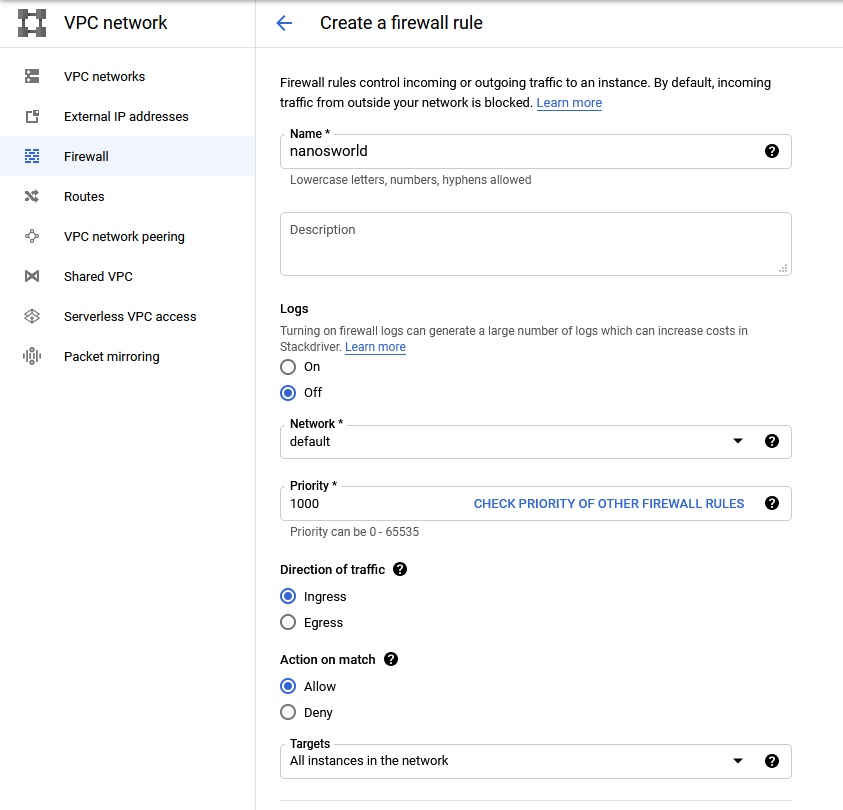 VPC network
Create a firewall rule
VPC networks
External IP addresses
Firewall
Routes
VPC network peering
Shared VPC
Serverless VPC access
Packet mirroring
Firewall rules control incoming or outgoing traffic to an instance. By default, incoming
traffic from outside your network is blocked. Learn more
Name *
nanosworld
Lowercase letters, numbers, hyphens allowed
Description
Logs
Turning on firewall logs can generate a large number of logs which can increase costs in
Stackdriver. Learn more
On
Off
Network *
default
Priority *
1000 CHECK PRIORITY OF OTHER FIREWALL RULES
Priority can be 0 - 65535
Direction of traffic
Ingress
Egress
Action on match
Allow
Deny
Targets
All instances in the network